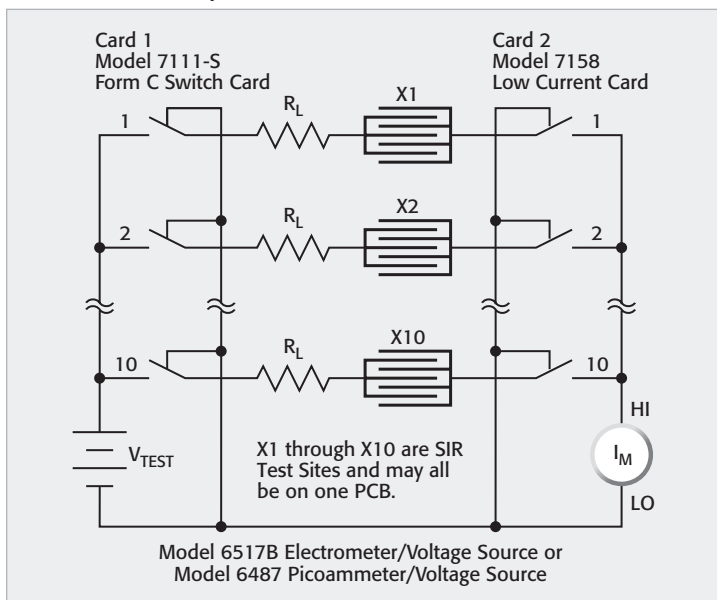 Card 1
Model 7111-S
Form C Switch Card
Card 2
Model 7158
Low Current Card
1
RL
X1
1
2
RL
X2
2
10
RL
X10
10
VTEST
X1 through X10 are SIR
Test Sites and may all
be on one PCB.
HI
IM
LO
Model 6517B Electrometer/Voltage Source or
Model 6487 Picoammeter/Voltage Source